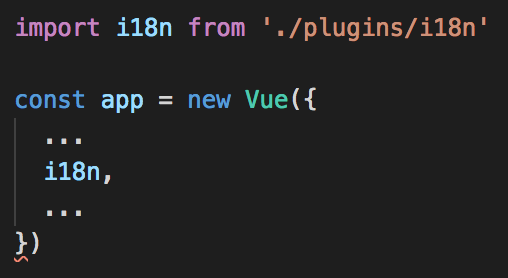 import i18n from './plugins/i18n'
const app = new Vue({
...
i18n,
...
})